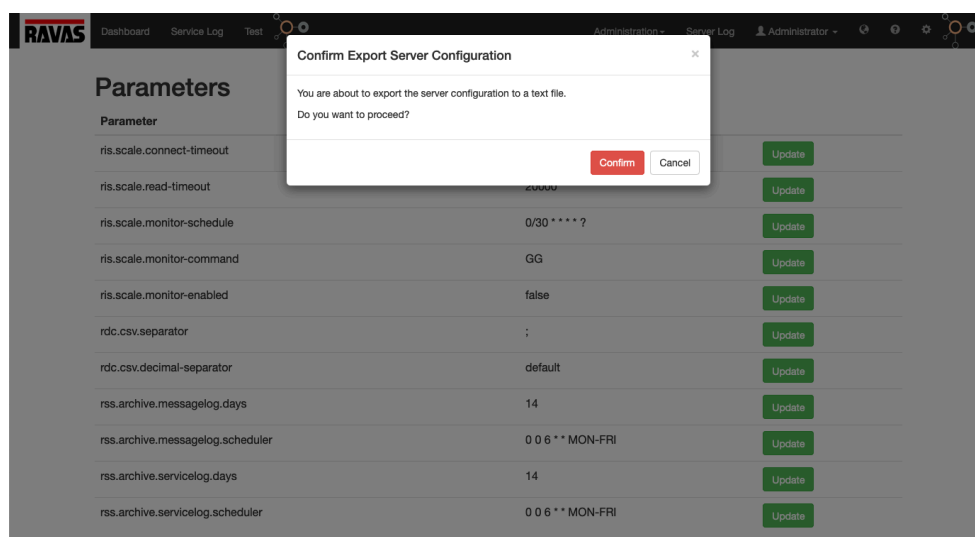 RAVAS Dashboard Service Log Test Administration Server Log Administrator
Confirm Export Server Configuration ×
You are about to export the server configuration to a text file.
Do you want to proceed?
Confirm Cancel
Parameters
Parameter
ris.scale.connect-timeout Update
ris.scale.read-timeout 20000 Update
ris.scale.monitor-schedule 0/30 * * * * ? Update
ris.scale.monitor-command GG Update
ris.scale.monitor-enabled false Update
rdc.csv.separator ; Update
rdc.csv.decimal-separator default Update
rss.archive.messagelog.days 14 Update
rss.archive.messagelog.scheduler 0 0 6 * * MON-FRI Update
rss.archive.servicelog.days 14 Update
rss.archive.servicelog.scheduler 0 0 6 * * MON-FRI Update